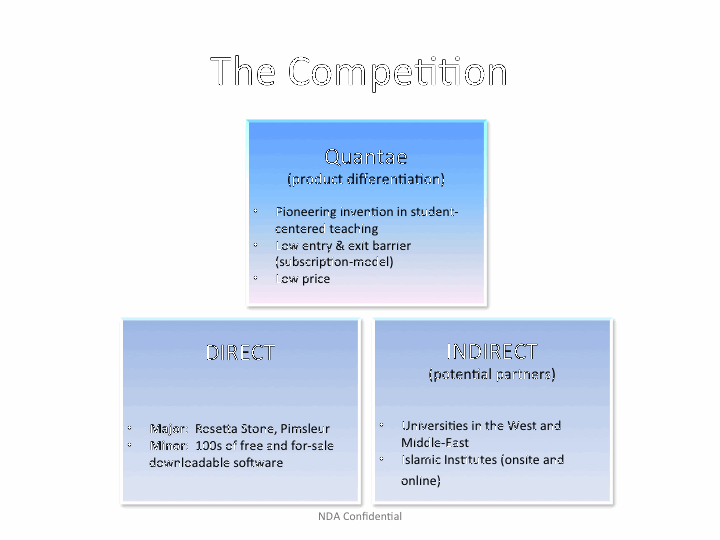 The Competition
Quantae
(product differentiation)
• Pioneering invention in student-
centered teaching
• Low entry & exit barrier
(subscription-model)
• Low price
DIRECT
• Major: Rosetta Stone, Pimsleur
• Minor: 100s of free and for-sale
downloadable software
INDIRECT
(potential partners)
• Universities in the West and
Middle-East
• Islamic Institutes (onsite and
online)
NDA Confidential